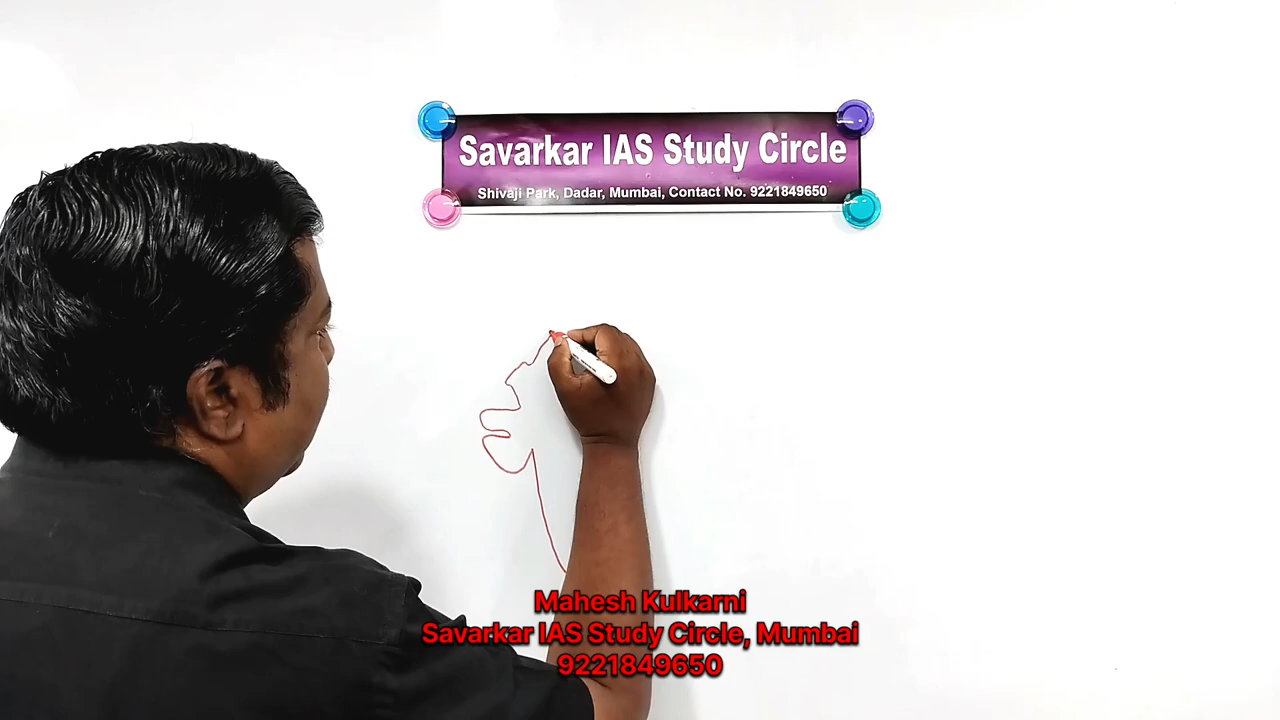 Savarkar IAS Study Circle
Shivaji Park, Dadar, Mumbai, Contact No. 9221849650
Mahesh Kulkarni
Savarkar IAS Study Circle, Mumbai
9221849650